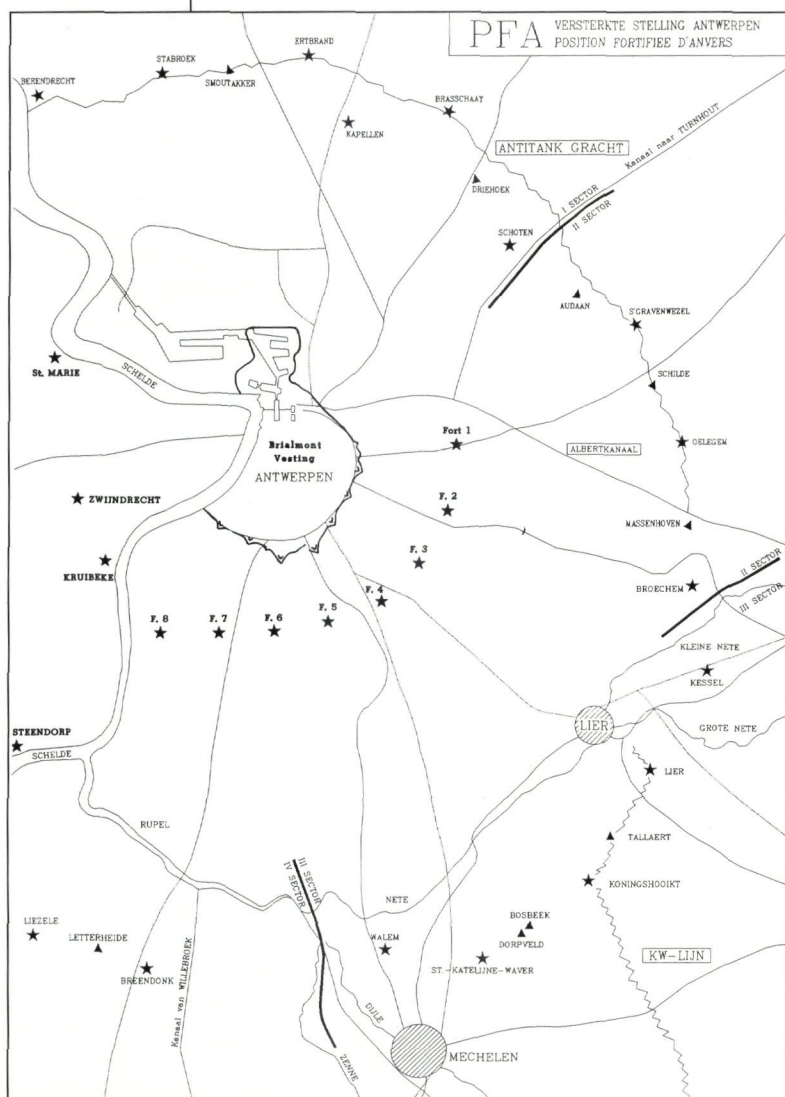 PFA
VERSTERKTE STELLING ANTWERPEN
POSITION FORTIFIEE D'ANVERS
ERTBRAND
STABROEK
SMOUTAKKER
BERENDRECHT
BRASSCHAAT
KAPELLEN
ANTITANK GRACHT
Kanaal naar TURNHOUT
DRIEHOEK
I SECTOR
II SECTOR
SCHOTEN
AUDAAN
S'GRAVENWEZEL
St. MARIE
SCHELDE
SCHILDE
Fort 1
Brialmont
Vesting
ANTWERPEN
ALBERTKANAAL
OELEGEM
ZWIJNDRECHT
F. 2
MASSENHOVEN
KRUIBEKE
F. 3
II SECTOR
III SECTOR
BROECHEM
F. 4
F. 5
F. 6
F. 7
F. 8
KLEINE NETE
KESSEL
LIER
GROTE NETE
STEENDORP
SCHELDE
LIER
RUPEL
TALLAERT
III SECTOR
IV SECTOR
KONINGSHOOIKT
NETE
BOSBEEK
DORPVELD
LIEZELE
LETTERHEIDE
WALEM
ST.-KATELIJNE-WAVER
KW-LIJN
BREENDONK
Kanaal van WILLEBROEK
DIJLE
ZENNE
MECHELEN